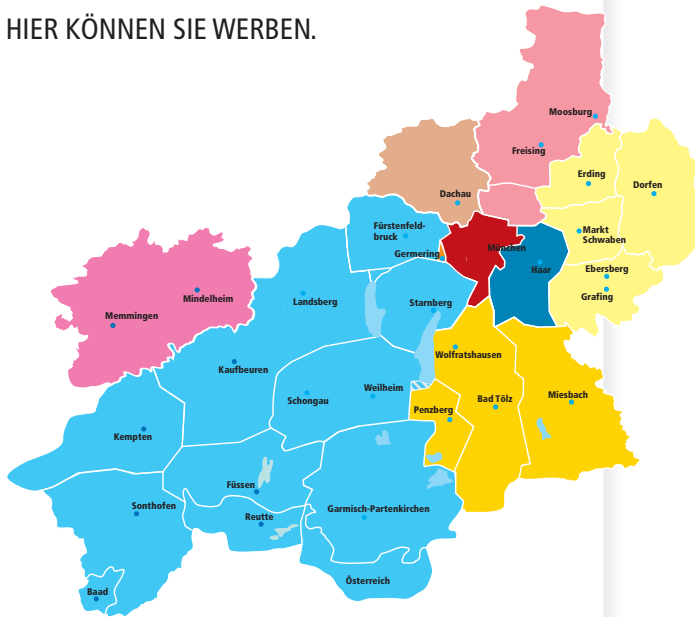 HIER KÖNNEN SIE WERBEN.
Moosburg
Freising
Erding
Dorfen
Dachau
Fürstenfeld-
bruck
Germering
München
Markt
Schwaben
Haar
Ebersberg
Grafing
Mindelheim
Memmingen
Landsberg
Starnberg
Wolfratshausen
Kaufbeuren
Schongau
Weilheim
Penzberg
Bad Tölz
Miesbach
Kempten
Füssen
Sonthofen
Reutte
Garmisch-Partenkirchen
Österreich
Baad